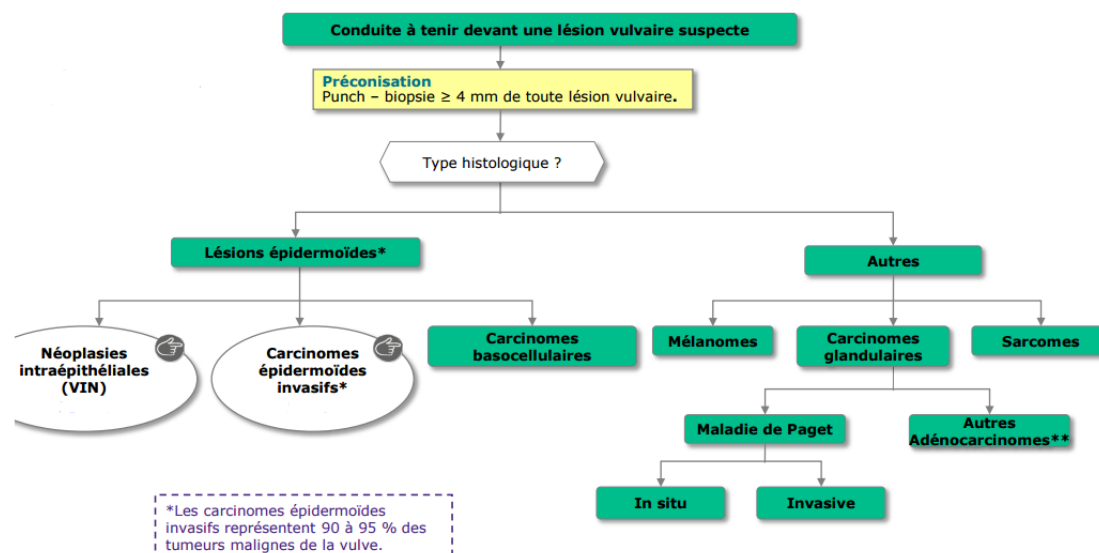 Conduite à tenir devant une lésion vulvaire suspecte
Préconisation
Punch – biopsie ≥ 4 mm de toute lésion vulvaire.
Type histologique ?
Lésions épidermoïdes*
Autres
Néoplasies
intraépithéliales
(VIN)
Carcinomes
épidermoïdes
invasifs*
Carcinomes
basocellulaires
Mélanomes
Carcinomes
glandulaires
Sarcomes
Maladie de Paget
Autres
Adénocarcinomes**
In situ
Invasive
*Les carcinomes épidermoïdes
invasifs représentent 90 à 95 % des
tumeurs malignes de la vulve.